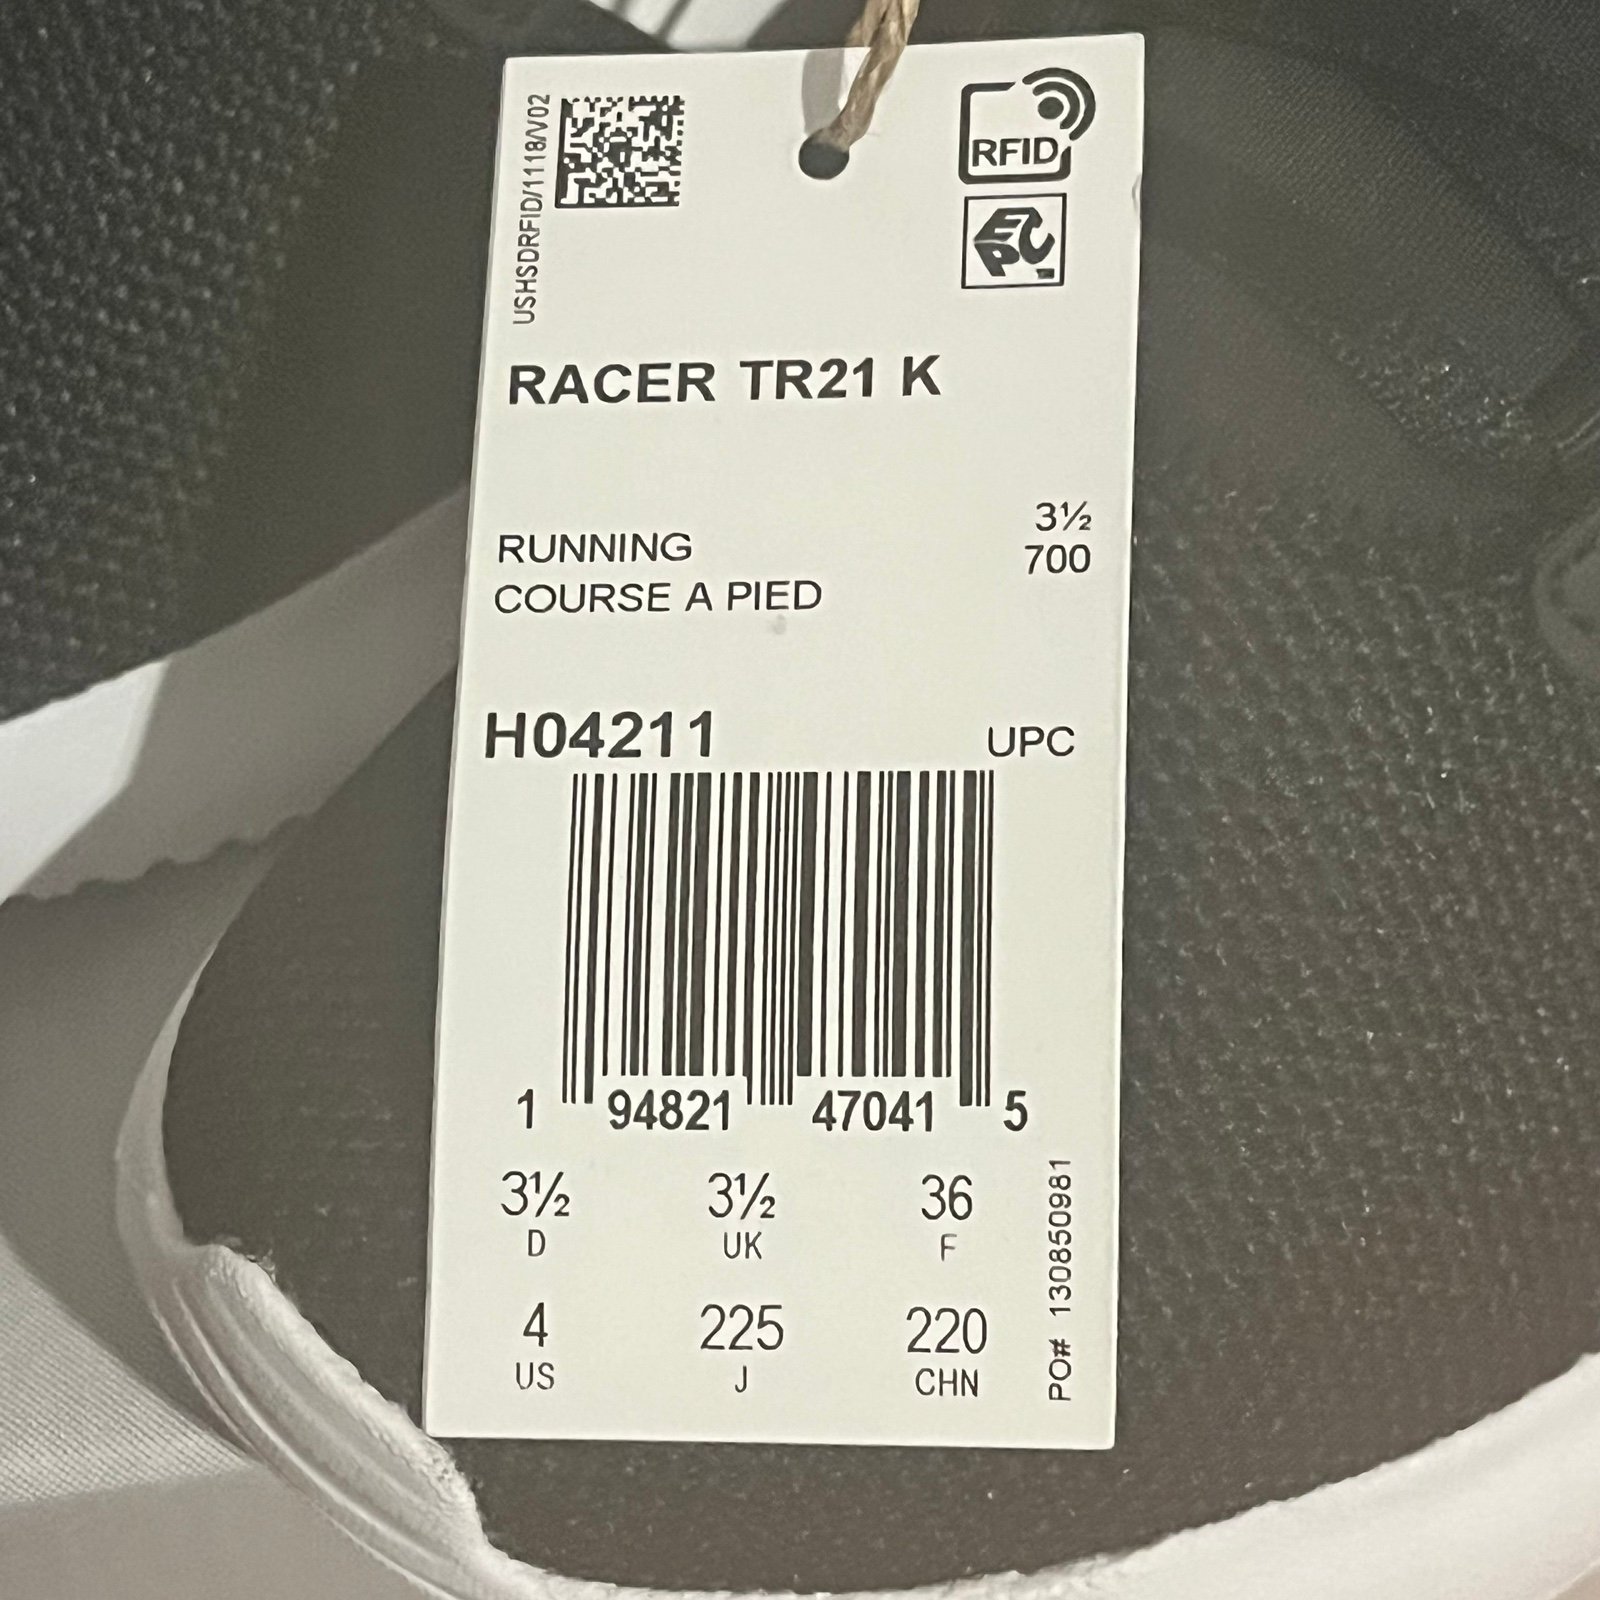 USHSDRFID/1118/V02
RFID
EPC
RACER TR21 K
3½
700
RUNNING
COURSE A PIED
H04211
UPC
1 94821 47041 5
3½ 3½ 36
D UK F
4 225 220
US J CHN
PO# 130850981